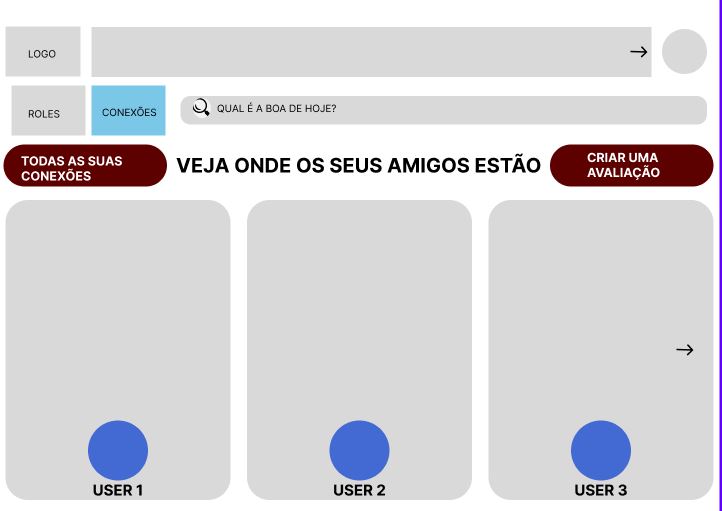 LOGO
ROLES
CONEXÕES
QUAL É A BOA DE HOJE?
TODAS AS SUAS
CONEXÕES
VEJA ONDE OS SEUS AMIGOS ESTÃO
CRIAR UMA
AVALIAÇÃO
USER 1
USER 2
USER 3